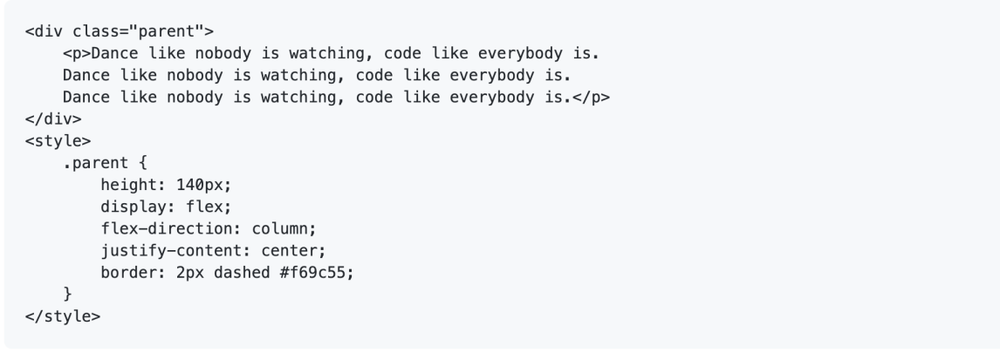 <div class="parent">
    <p>Dance like nobody is watching, code like everybody is.
    Dance like nobody is watching, code like everybody is.
    Dance like nobody is watching, code like everybody is.</p>
</div>
<style>
    .parent {
        height: 140px;
        display: flex;
        flex-direction: column;
        justify-content: center;
        border: 2px dashed #f69c55;
    }
</style>